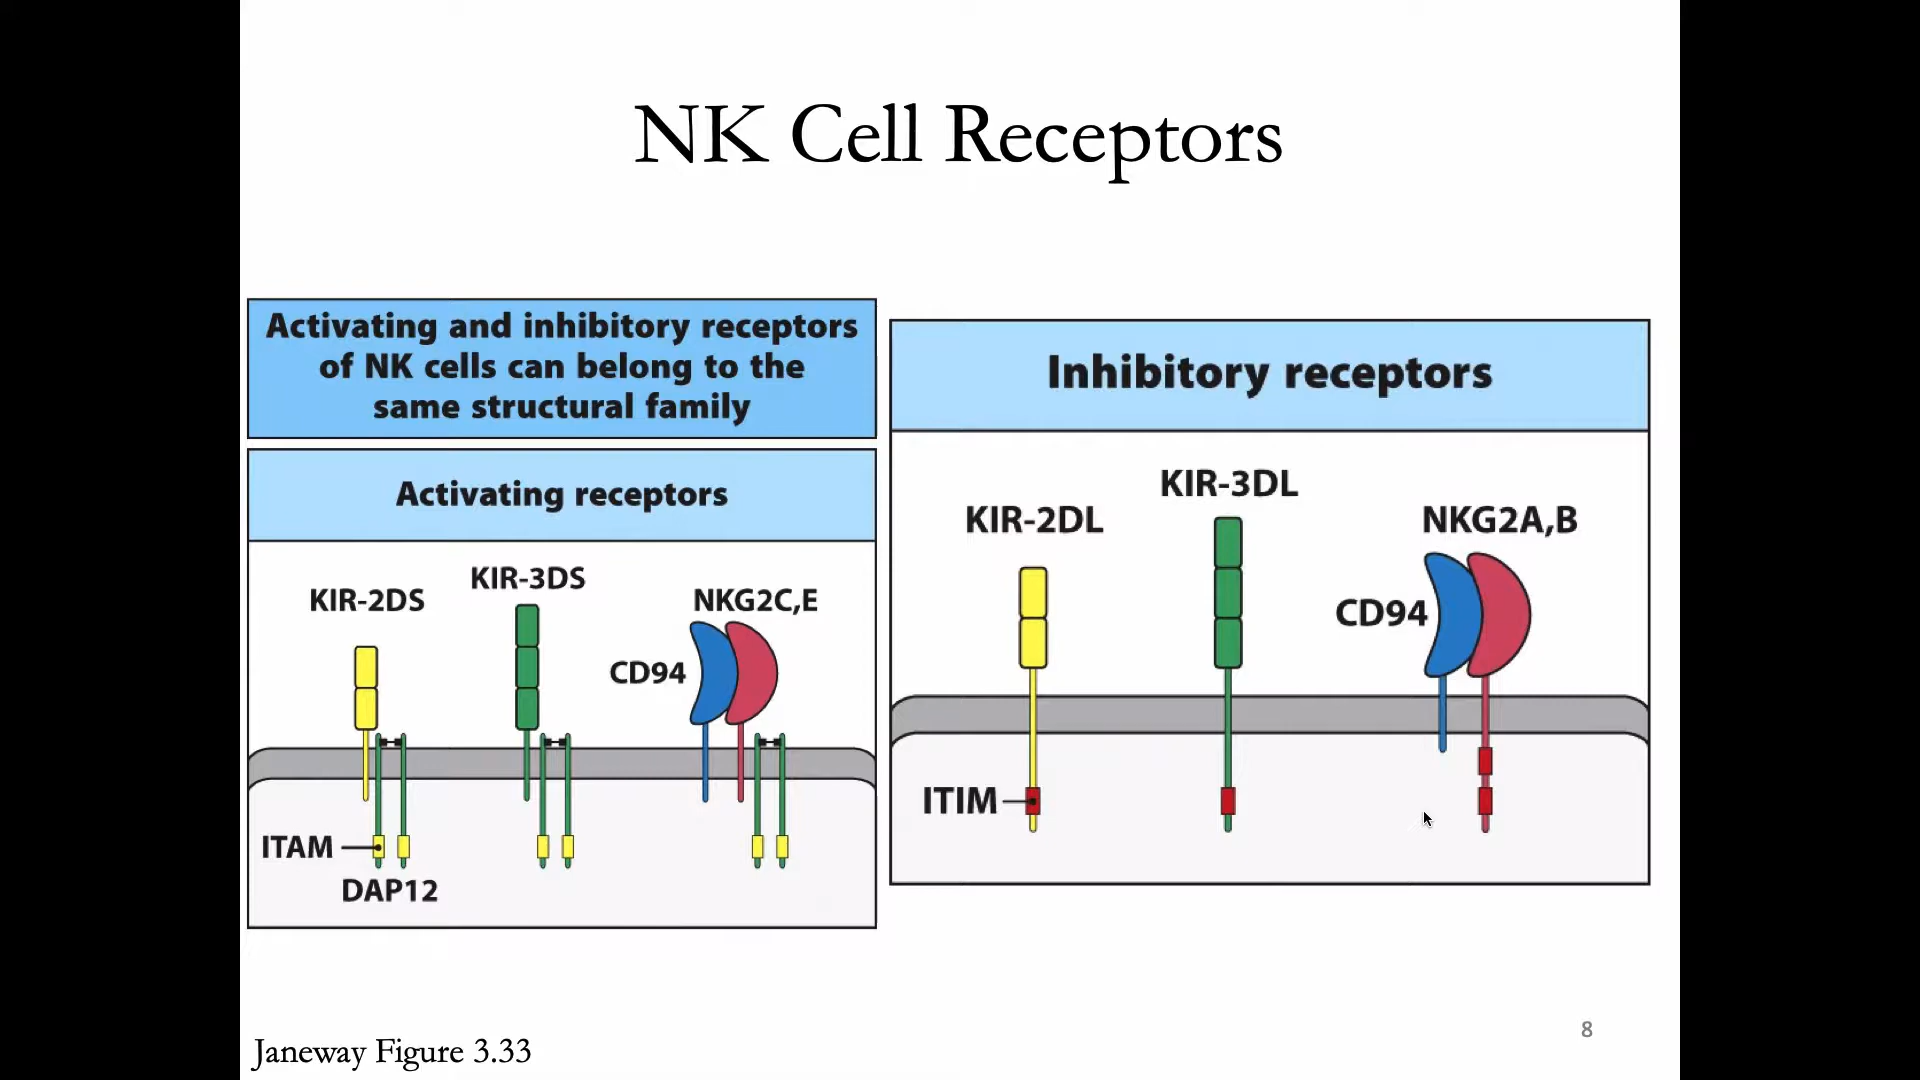 NK Cell Receptors
Activating and inhibitory receptors
of NK cells can belong to the
same structural family
Activating receptors
KIR-2DS
KIR-3DS
NKG2C,E
CD94
ITAM
DAP12
Inhibitory receptors
KIR-2DL
KIR-3DL
NKG2A,B
CD94
ITIM
Janeway Figure 3.33
8